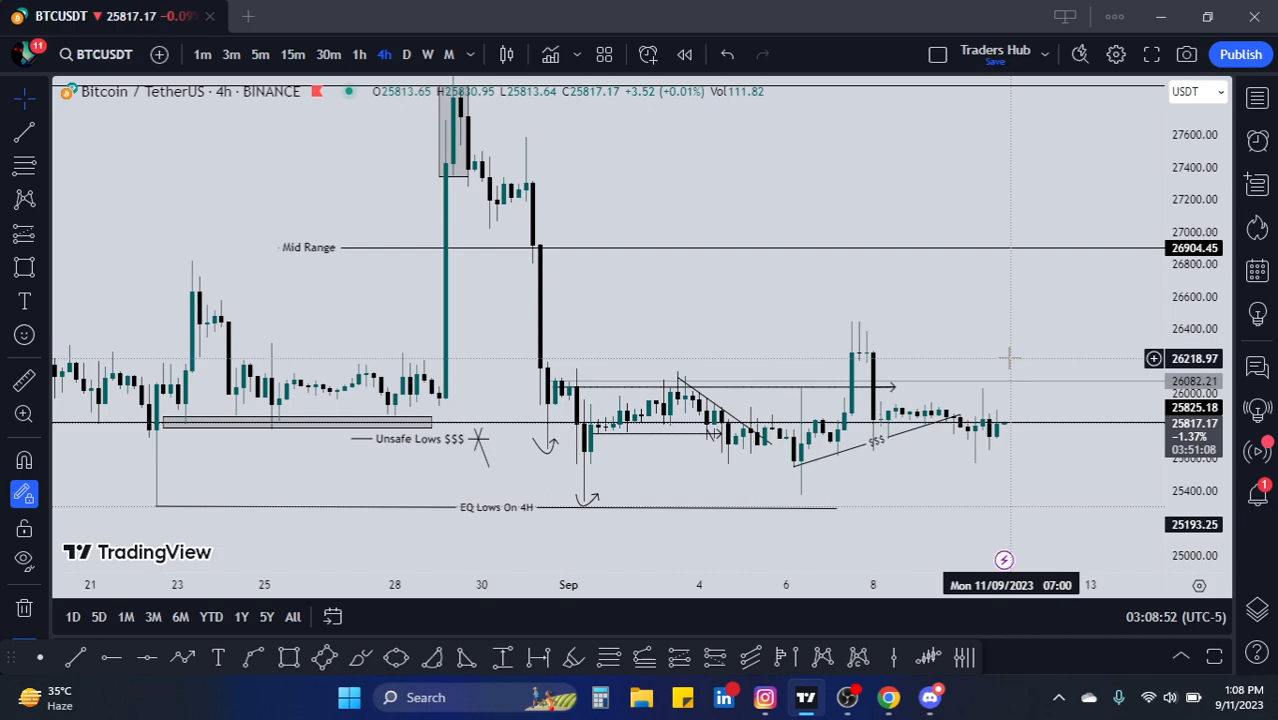 BTCUSDT ▼ 25817.17 -0.09%
11 BTCUSDT 1m 3m 5m 15m 30m 1h 4h D W M Traders Hub Save Publish
Bitcoin / TetherUS · 4h · BINANCE O25813.65 H25830.95 L25813.64 C25817.17 +3.52 (+0.01%) Vol111.82 USDT
27600.00
27400.00
27200.00
27000.00
Mid Range 26904.45
26800.00
26600.00
26400.00
26218.97
26082.21
26000.00
25825.18
25817.17
-1.37%
03:51:08
Unsafe Lows $$$
$$$
25400.00
EQ Lows On 4H
25193.25
25000.00
TradingView
21 23 25 28 30 Sep 4 6 8 Mon 11/09/2023 07:00 13
1D 5D 1M 3M 6M YTD 1Y 5Y All 03:08:52 (UTC-5)
1
35°C
Haze
Search
1:08 PM
9/11/2023